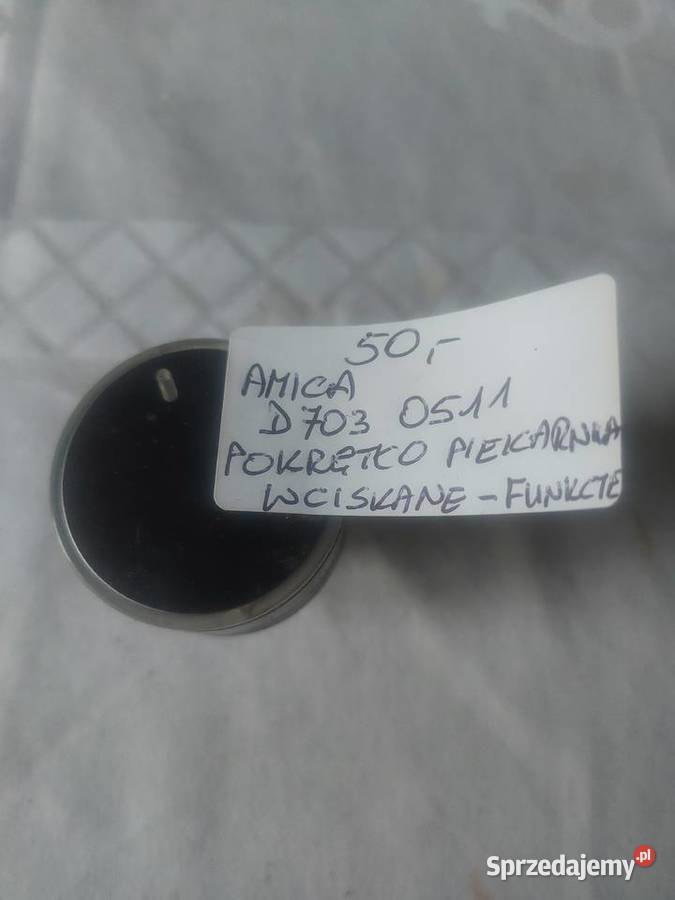 50,-
AMICA
D703 0511
POKRĘTŁO PIEKARNIKA
WCISKANE - FUNKCJE
Sprzedajemy.pl